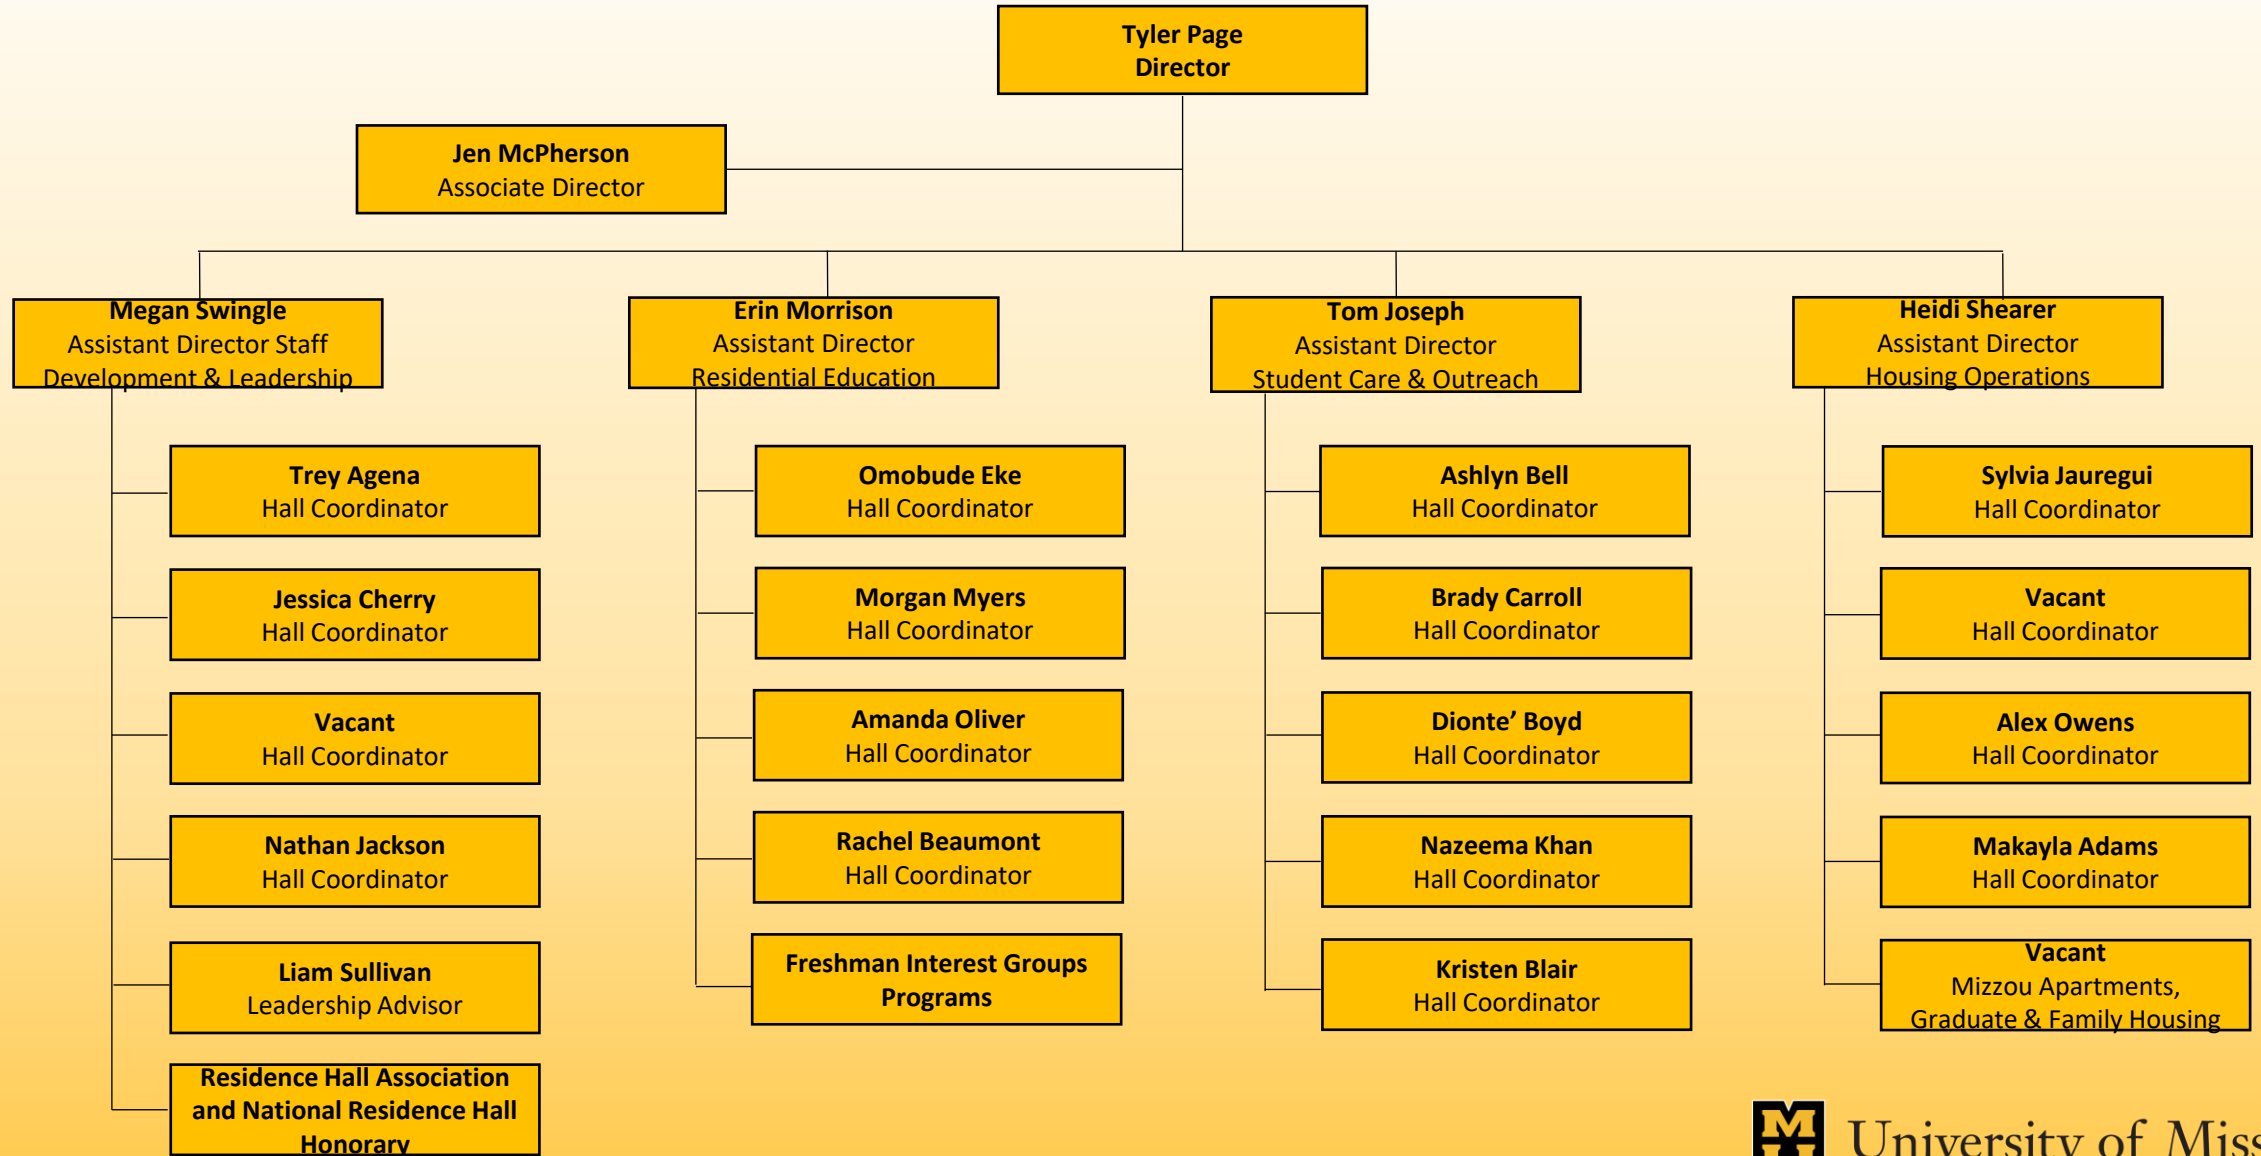 Tyler Page
Director
Jen McPherson
Associate Director
Megan Swingle
Assistant Director Staff
Development & Leadership
Trey Agena
Hall Coordinator
Jessica Cherry
Hall Coordinator
Vacant
Hall Coordinator
Nathan Jackson
Hall Coordinator
Liam Sullivan
Leadership Advisor
Residence Hall Association
and National Residence Hall
Honorary
Erin Morrison
Assistant Director
Residential Education
Omobude Eke
Hall Coordinator
Morgan Myers
Hall Coordinator
Amanda Oliver
Hall Coordinator
Rachel Beaumont
Hall Coordinator
Freshman Interest Groups
Programs
Tom Joseph
Assistant Director
Student Care & Outreach
Ashlyn Bell
Hall Coordinator
Brady Carroll
Hall Coordinator
Dionte’ Boyd
Hall Coordinator
Nazeema Khan
Hall Coordinator
Kristen Blair
Hall Coordinator
Heidi Shearer
Assistant Director
Housing Operations
Sylvia Jauregui
Hall Coordinator
Vacant
Hall Coordinator
Alex Owens
Hall Coordinator
Makayla Adams
Hall Coordinator
Vacant
Mizzou Apartments,
Graduate & Family Housing
University of Miss